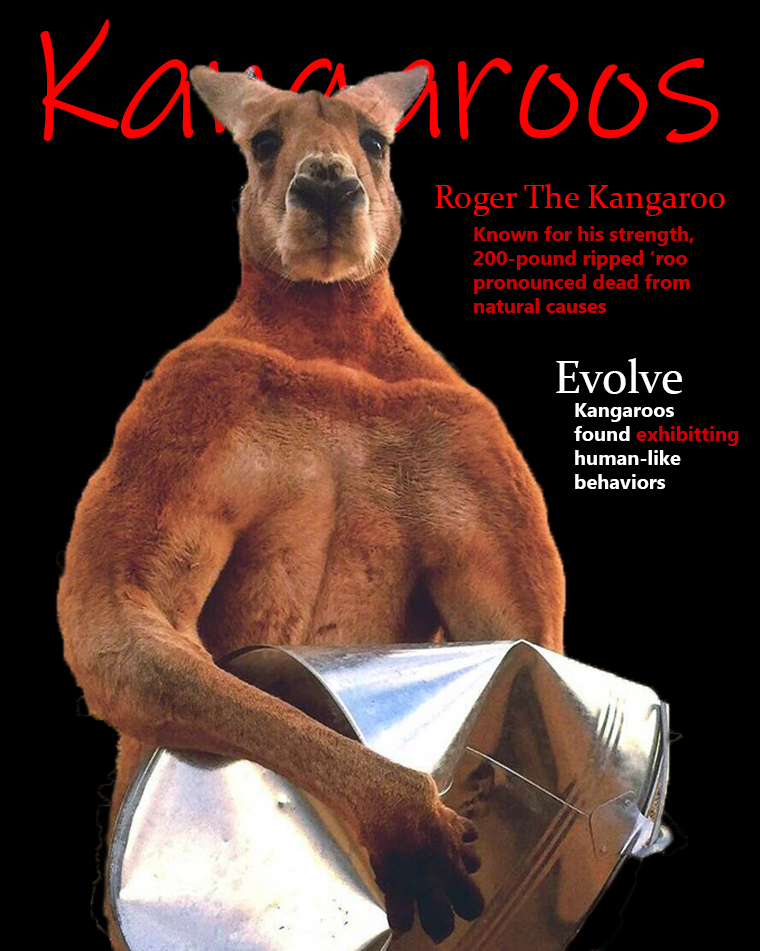 Kangaroos
Roger The Kangaroo
Known for his strength,
200-pound ripped ‘roo
pronounced dead from
natural causes
Evolve
Kangaroos
found exhibitting
human-like
behaviors